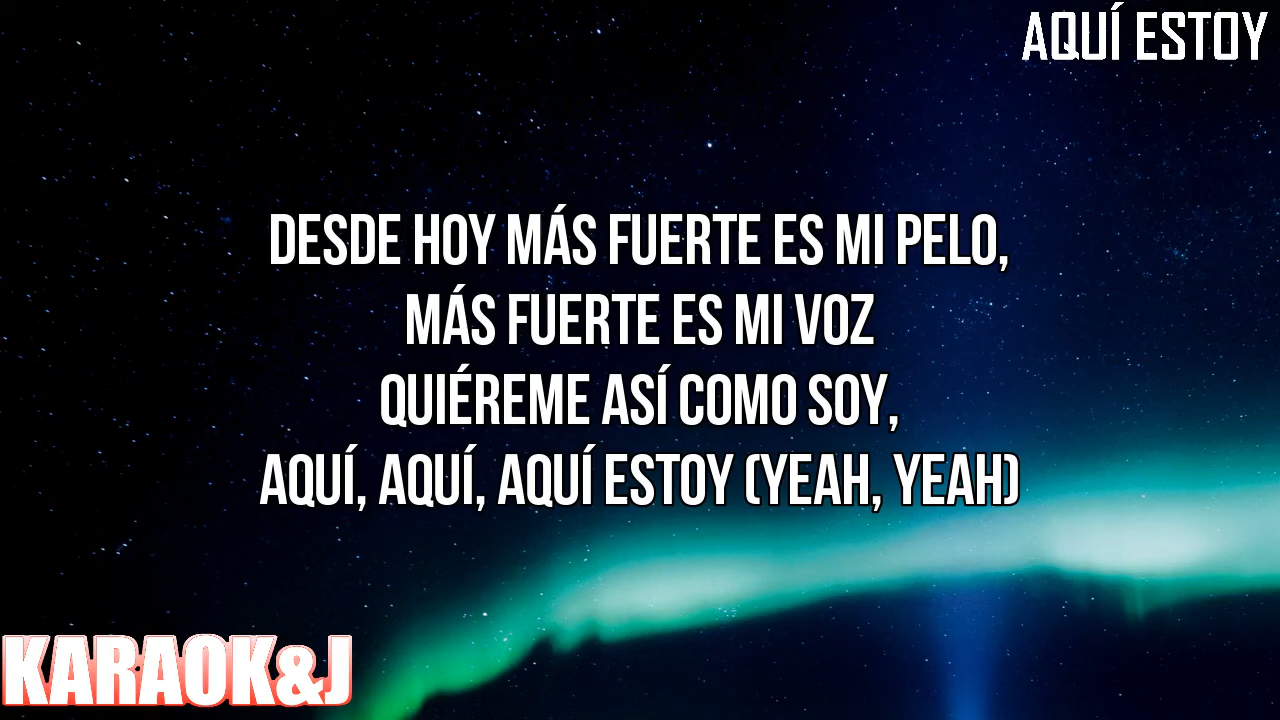 AQUÍ ESTOY
DESDE HOY MÁS FUERTE ES MI PELO,
MÁS FUERTE ES MI VOZ
QUIÉREME ASÍ COMO SOY,
AQUÍ, AQUÍ, AQUÍ ESTOY (YEAH, YEAH)
KARAOK&J